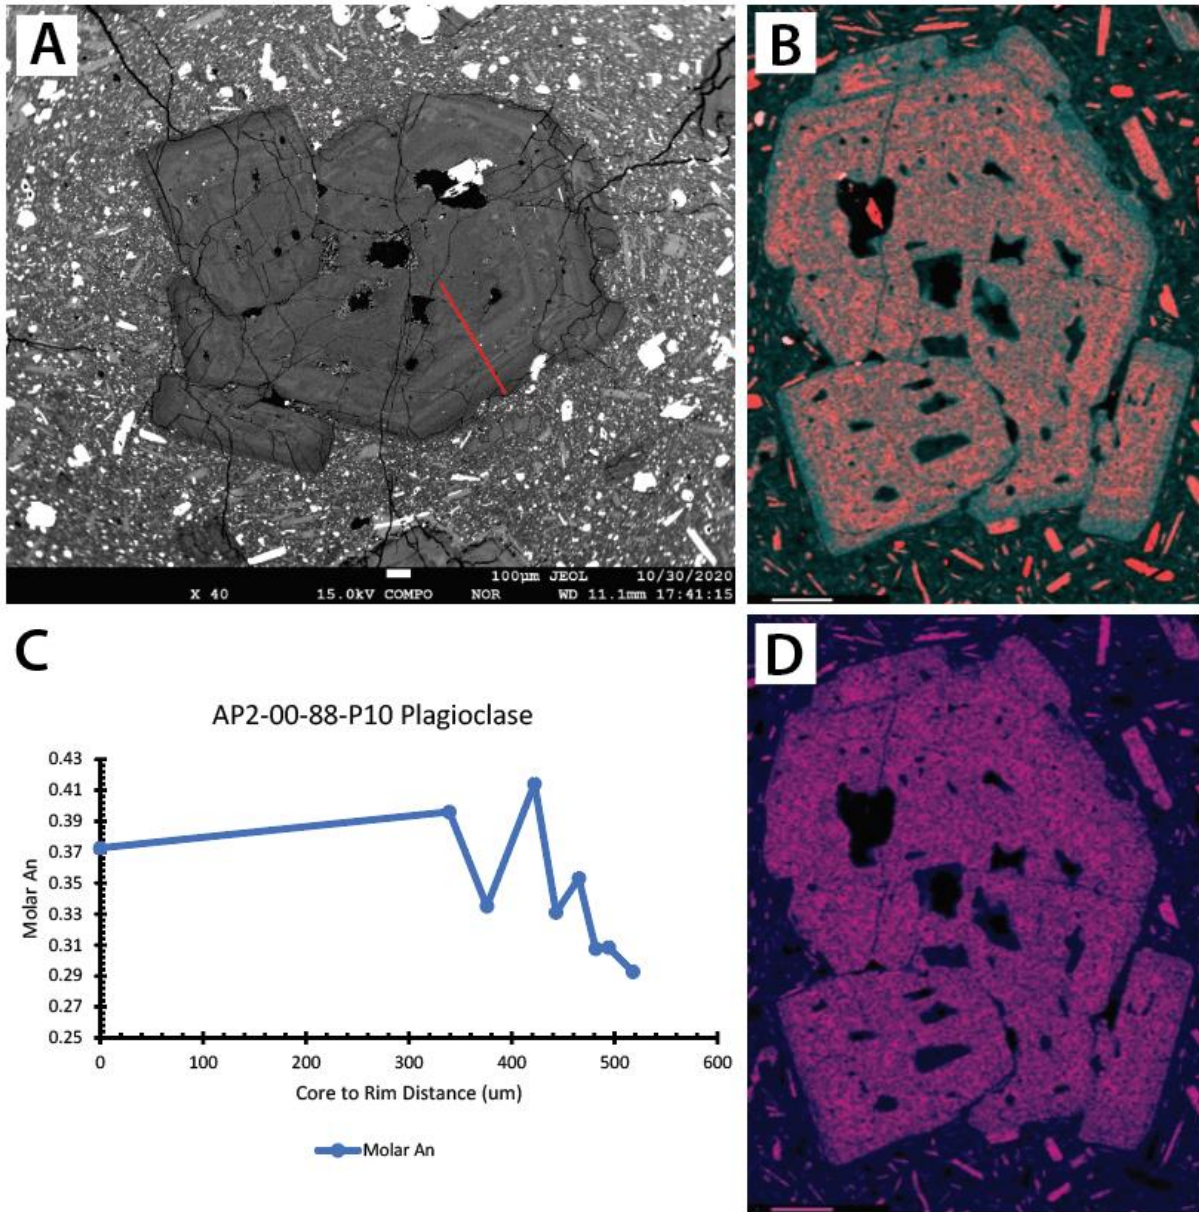 A
B
100µm JEOL 10/30/2020
X 40 15.0kV COMPO NOR WD 11.1mm 17:41:15
C
AP2-00-88-P10 Plagioclase
0.43
0.41
0.39
0.37
0.35
0.33
0.31
0.29
0.27
0.25
Molar An
0 100 200 300 400 500 600
Core to Rim Distance (um)
Molar An
D